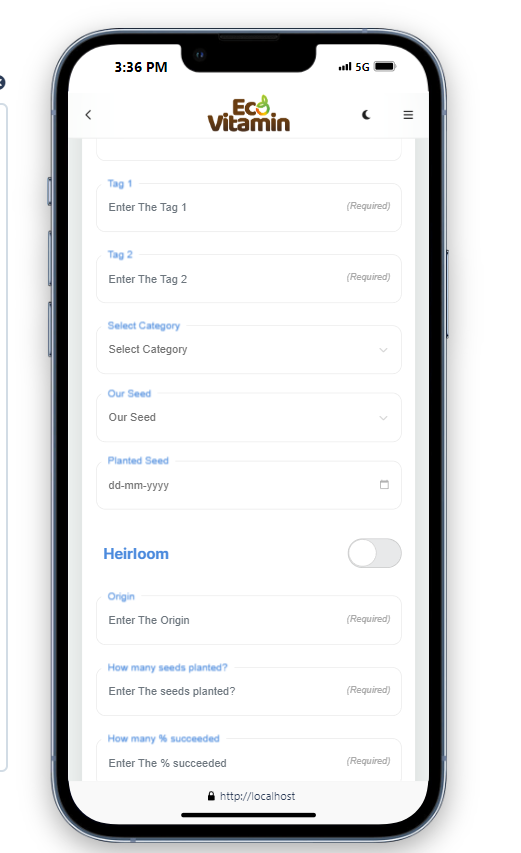 3:36 PM
5G
Eco
Vitamin
Tag 1
Enter The Tag 1
(Required)
Tag 2
Enter The Tag 2
(Required)
Select Category
Select Category
Our Seed
Our Seed
Planted Seed
dd-mm-yyyy
Heirloom
Origin
Enter The Origin
(Required)
How many seeds planted?
Enter The seeds planted?
(Required)
How many % succeeded
Enter The % succeeded
(Required)
http://localhost